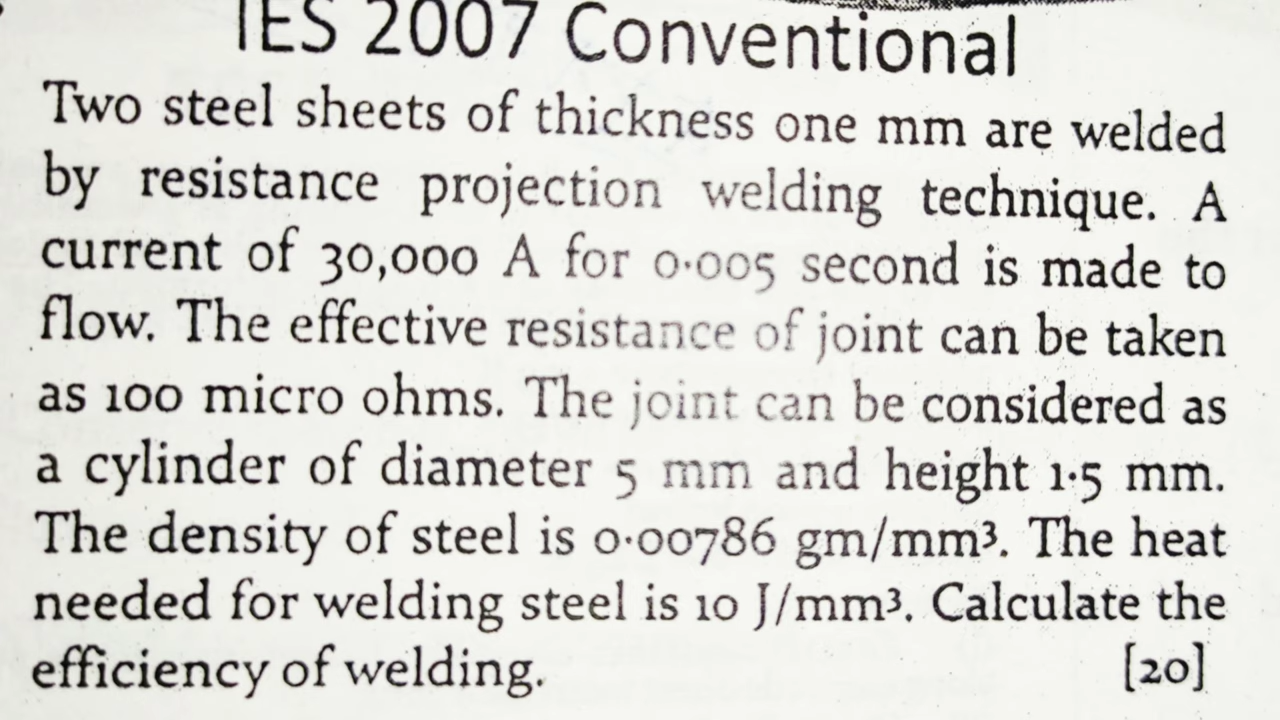 IES 2007 Conventional
Two steel sheets of thickness one mm are welded
by resistance projection welding technique. A
current of 30,000 A for 0·005 second is made to
flow. The effective resistance of joint can be taken
as 100 micro ohms. The joint can be considered as
a cylinder of diameter 5 mm and height 1·5 mm.
The density of steel is 0·00786 gm/mm³. The heat
needed for welding steel is 10 J/mm³. Calculate the
efficiency of welding. [20]